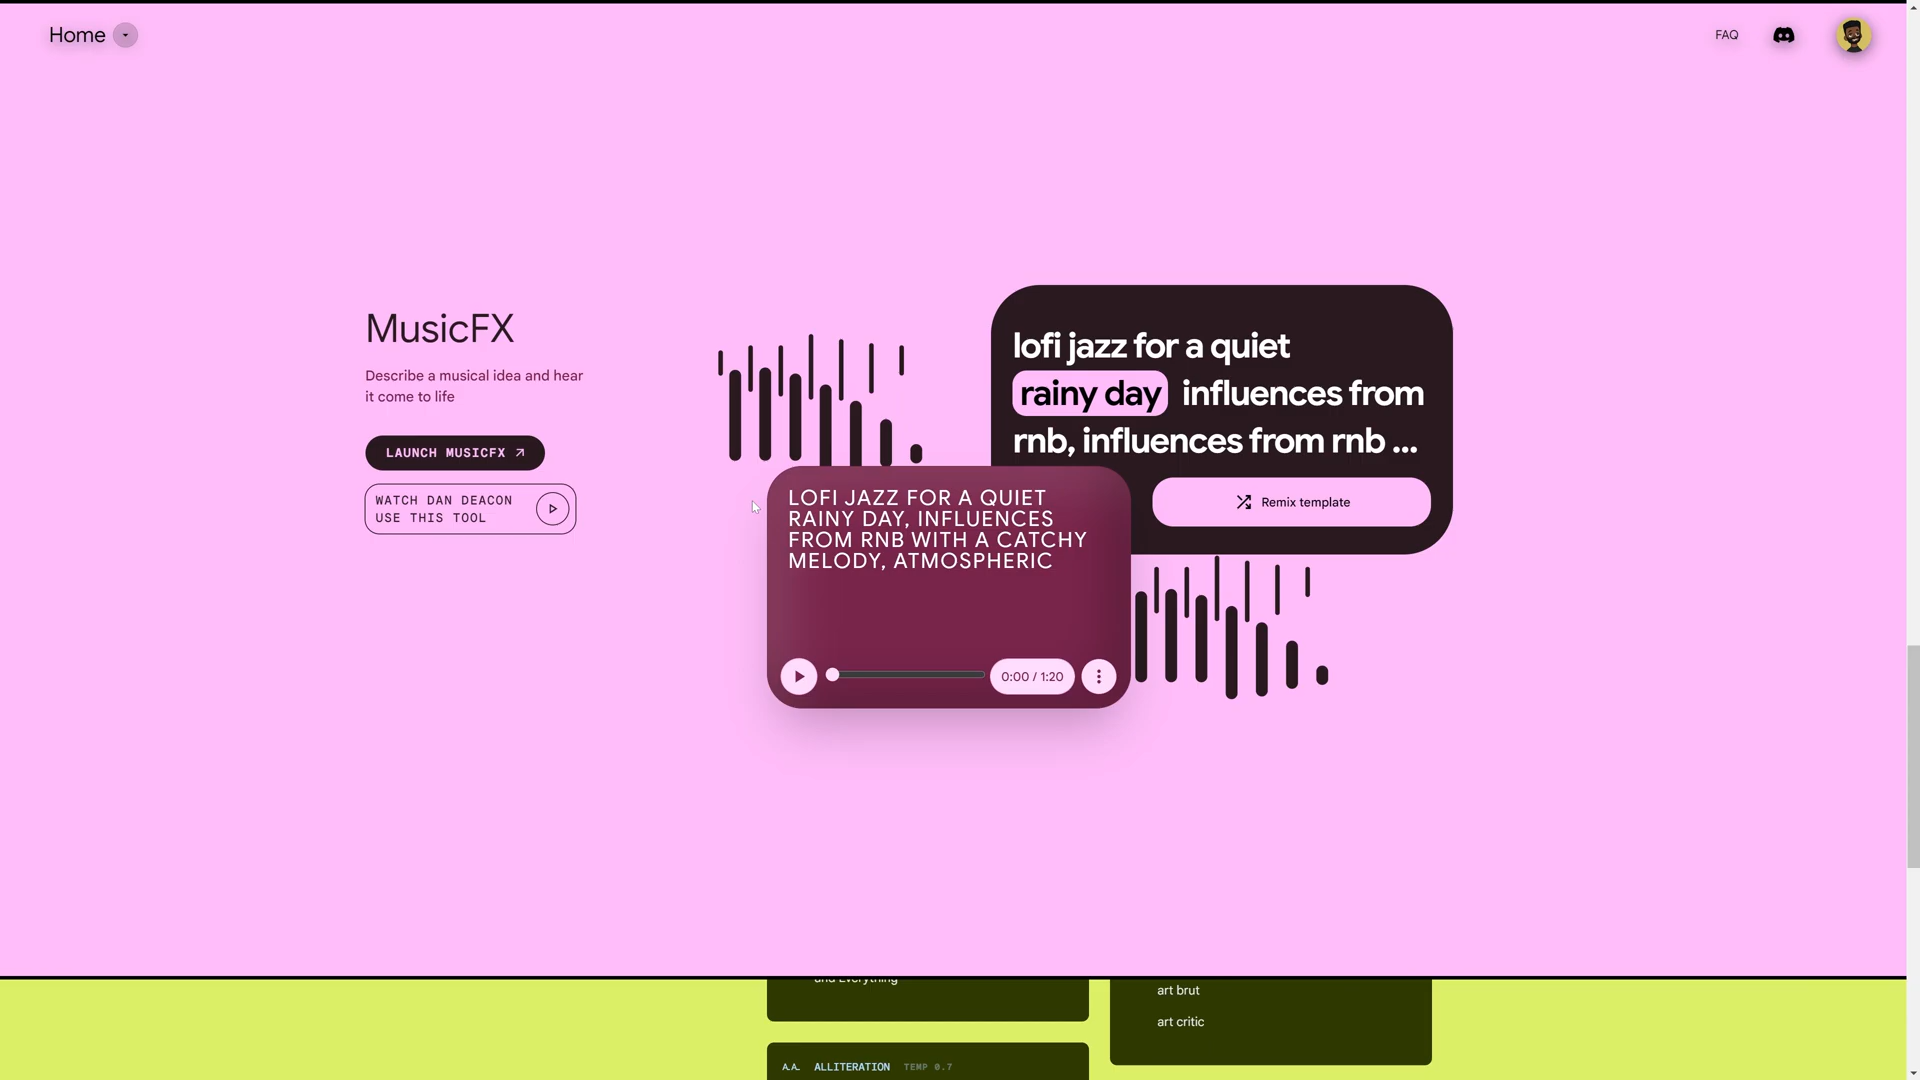 Home
FAQ
MusicFX
Describe a musical idea and hear
it come to life
LAUNCH MUSICFX
WATCH DAN DEACON
USE THIS TOOL
lofi jazz for a quiet
rainy day influences from
rnb, influences from rnb ...
Remix template
LOFI JAZZ FOR A QUIET
RAINY DAY, INFLUENCES
FROM RNB WITH A CATCHY
MELODY, ATMOSPHERIC
0:00 / 1:20
and Everything
art brut
art critic
A.A. ALLITERATION TEMP 0.7